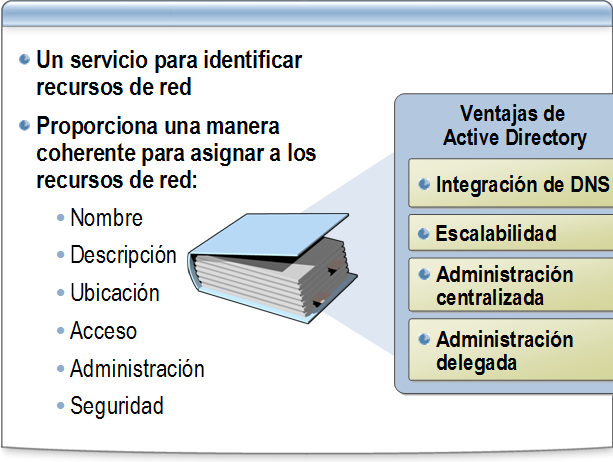 Un servicio para identificar
recursos de red
Proporciona una manera
coherente para asignar a los
recursos de red:
Nombre
Descripción
Ubicación
Acceso
Administración
Seguridad
Ventajas de
Active Directory
Integración de DNS
Escalabilidad
Administración
centralizada
Administración
delegada